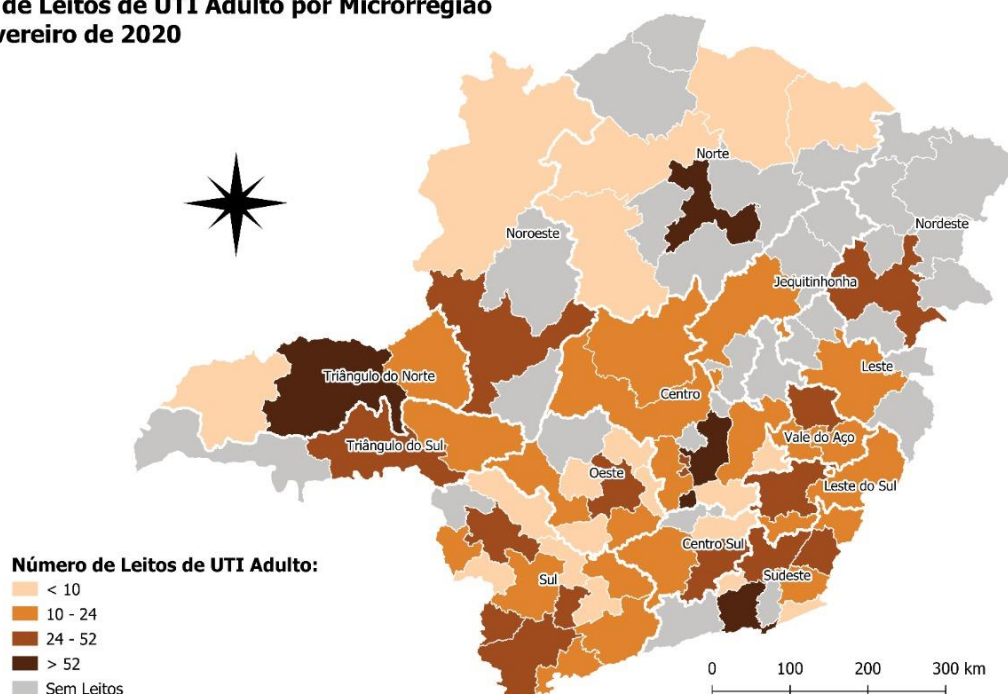 de Leitos de UTI Adulto por Microrregião
vereiro de 2020
Norte
Nordeste
Noroeste
Jequitinhonha
Leste
Triângulo do Norte
Centro
Vale do Aço
Triângulo do Sul
Oeste
Leste do Sul
Centro Sul
Sudeste
Sul
Número de Leitos de UTI Adulto:
< 10
10 - 24
24 - 52
> 52
Sem Leitos
0 100 200 300 km